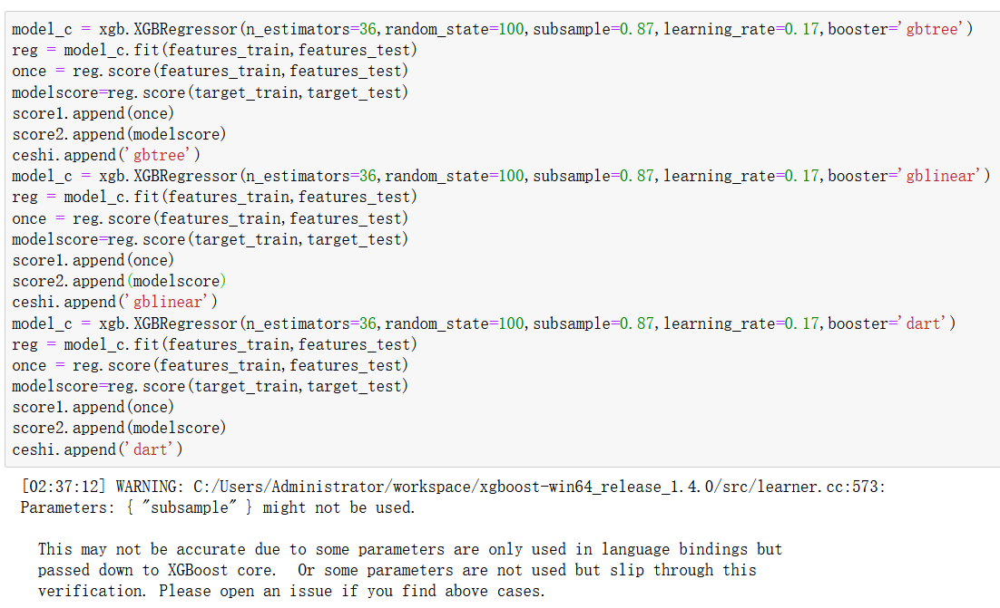 model_c = xgb.XGBRegressor(n_estimators=36,random_state=100,subsample=0.87,learning_rate=0.17,booster='gbtree')
reg = model_c.fit(features_train,features_test)
once = reg.score(features_train,features_test)
modelscore=reg.score(target_train,target_test)
score1.append(once)
score2.append(modelscore)
ceshi.append('gbtree')
model_c = xgb.XGBRegressor(n_estimators=36,random_state=100,subsample=0.87,learning_rate=0.17,booster='gblinear')
reg = model_c.fit(features_train,features_test)
once = reg.score(features_train,features_test)
modelscore=reg.score(target_train,target_test)
score1.append(once)
score2.append(modelscore)
ceshi.append('gblinear')
model_c = xgb.XGBRegressor(n_estimators=36,random_state=100,subsample=0.87,learning_rate=0.17,booster='dart')
reg = model_c.fit(features_train,features_test)
once = reg.score(features_train,features_test)
modelscore=reg.score(target_train,target_test)
score1.append(once)
score2.append(modelscore)
ceshi.append('dart')
[02:37:12] WARNING: C:/Users/Administrator/workspace/xgboost-win64_release_1.4.0/src/learner.cc:573:
Parameters: { "subsample" } might not be used.
This may not be accurate due to some parameters are only used in language bindings but
passed down to XGBoost core.  Or some parameters are not used but slip through this
verification. Please open an issue if you find above cases.